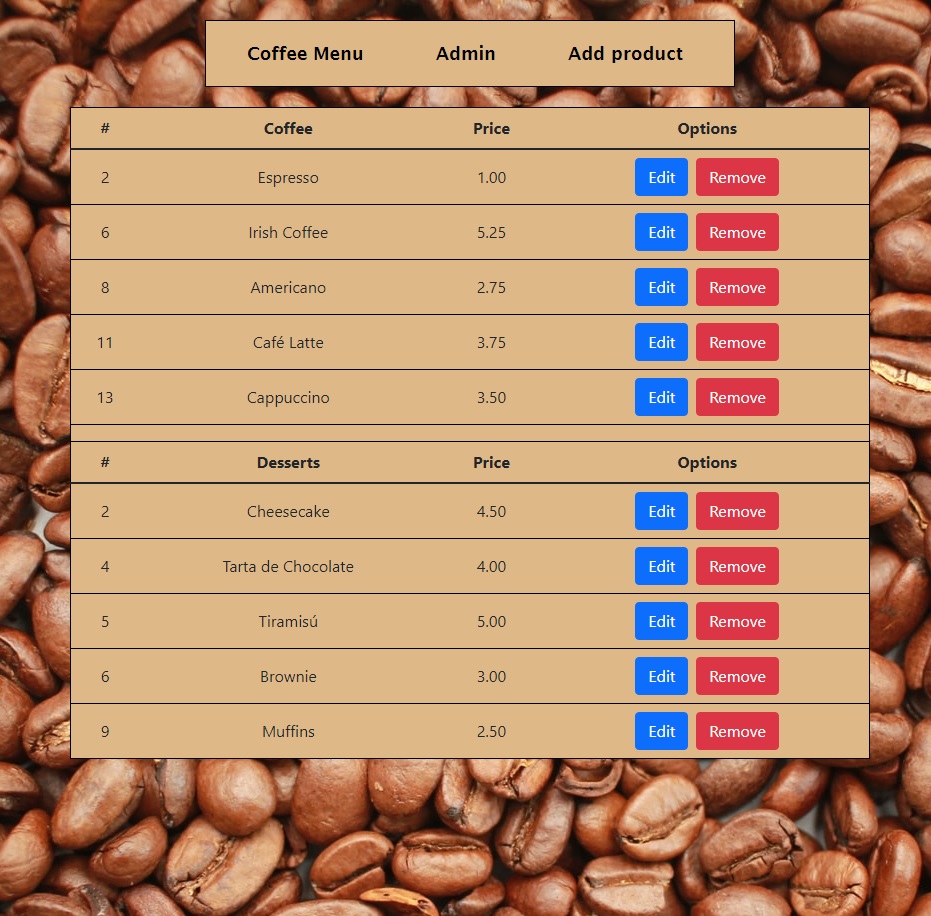 Coffee Menu Admin Add product
# Coffee Price Options
2 Espresso 1.00 Edit Remove
6 Irish Coffee 5.25 Edit Remove
8 Americano 2.75 Edit Remove
11 Café Latte 3.75 Edit Remove
13 Cappuccino 3.50 Edit Remove
# Desserts Price Options
2 Cheesecake 4.50 Edit Remove
4 Tarta de Chocolate 4.00 Edit Remove
5 Tiramisú 5.00 Edit Remove
6 Brownie 3.00 Edit Remove
9 Muffins 2.50 Edit Remove